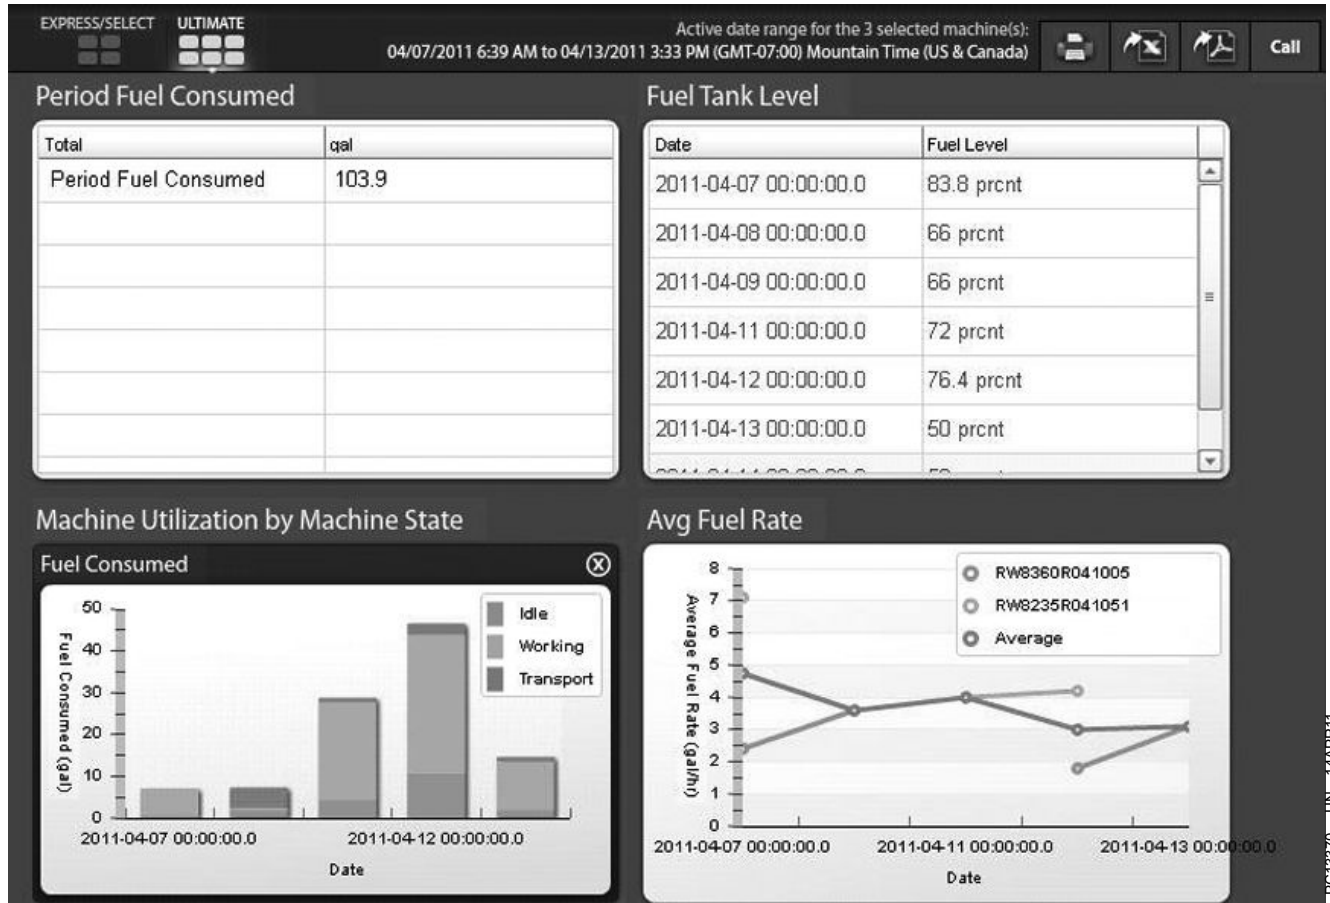 EXPRESS/SELECT
ULTIMATE
Active date range for the 3 selected machine(s):
04/07/2011 6:39 AM to 04/13/2011 3:33 PM (GMT-07:00) Mountain Time (US & Canada)
Call
Period Fuel Consumed
Total gal
Period Fuel Consumed 103.9
Fuel Tank Level
Date Fuel Level
2011-04-07 00:00:00.0 83.8 prcnt
2011-04-08 00:00:00.0 66 prcnt
2011-04-09 00:00:00.0 66 prcnt
2011-04-11 00:00:00.0 72 prcnt
2011-04-12 00:00:00.0 76.4 prcnt
2011-04-13 00:00:00.0 50 prcnt
Machine Utilization by Machine State
Fuel Consumed
Fuel Consumed (gal)
50
40
30
20
10
0
Idle
Working
Transport
2011-04-07 00:00:00.0 2011-04-12 00:00:00.0
Date
Avg Fuel Rate
Average Fuel Rate (gal/hr)
8
7
6
5
4
3
2
1
0
RW8360R041005
RW8235R041051
Average
2011-04-07 00:00:00.0 2011-04-11 00:00:00.0 2011-04-13 00:00:00.0
Date